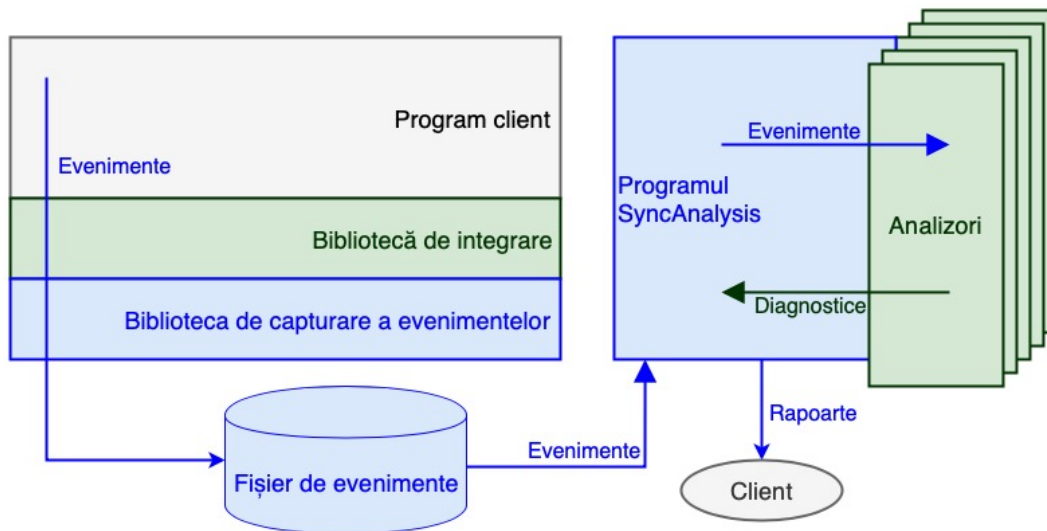 Program client
Evenimente
Bibliotecă de integrare
Biblioteca de capturare a evenimentelor
Fișier de evenimente
Evenimente
Programul
SyncAnalysis
Evenimente
Analizori
Diagnostice
Rapoarte
Client